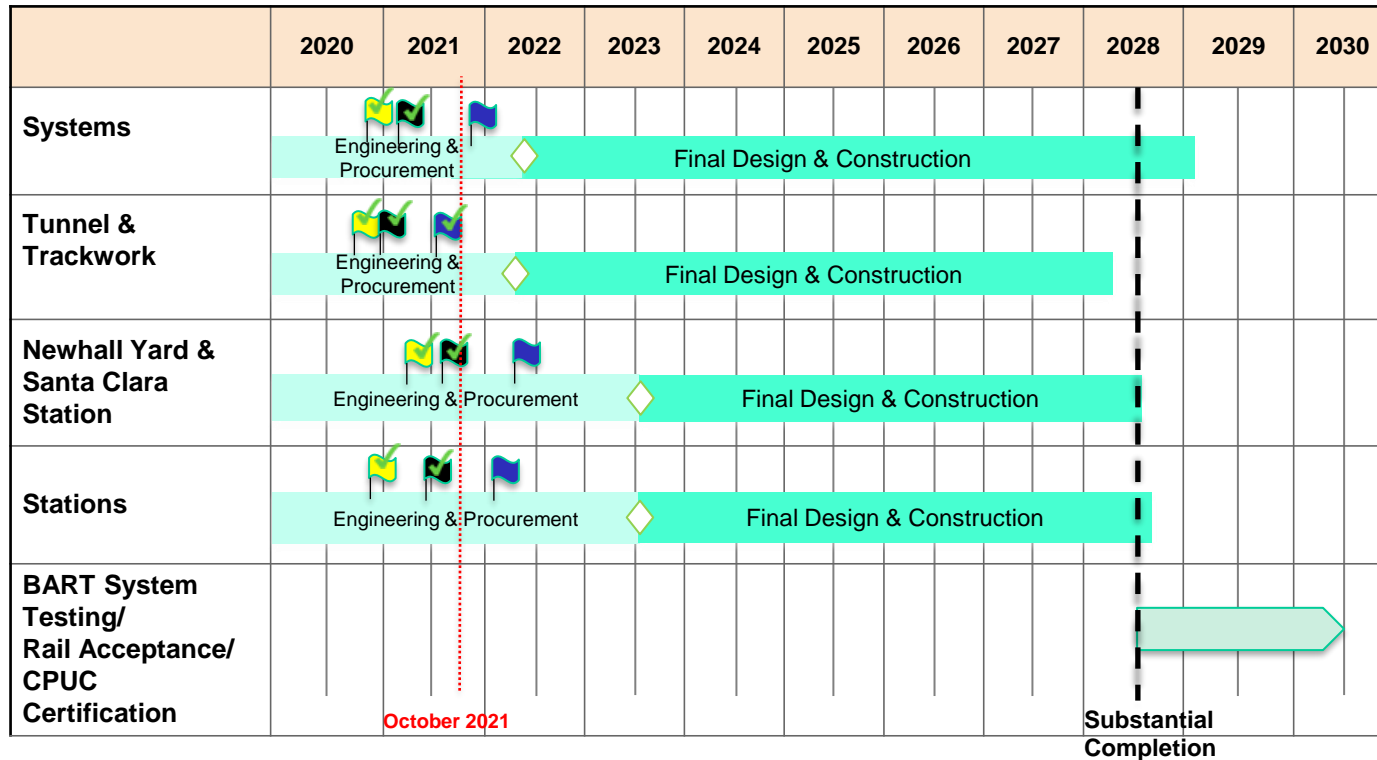 2020 2021 2022 2023 2024 2025 2026 2027 2028 2029 2030
Systems
Engineering &
Procurement
Final Design & Construction
Tunnel &
Trackwork
Engineering &
Procurement
Final Design & Construction
Newhall Yard &
Santa Clara
Station
Engineering & Procurement
Final Design & Construction
Stations
Engineering & Procurement
Final Design & Construction
BART System
Testing/
Rail Acceptance/
CPUC
Certification
October 2021
Substantial
Completion